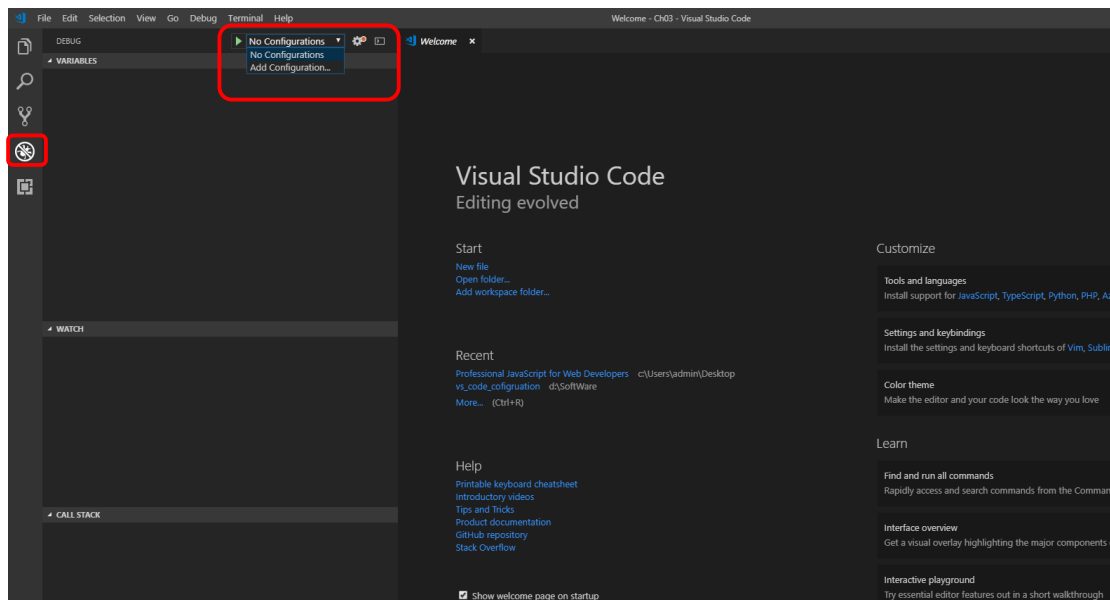 File Edit Selection View Go Debug Terminal Help
Welcome - Ch03 - Visual Studio Code
DEBUG
No Configurations
No Configurations
Add Configuration...
Welcome ×
VARIABLES
WATCH
CALL STACK
Visual Studio Code
Editing evolved
Start
New file
Open folder...
Add workspace folder...
Recent
Professional JavaScript for Web Developers c:\Users\admin\Desktop
vs_code_cofigruation d:\SoftWare
More... (Ctrl+R)
Help
Printable keyboard cheatsheet
Introductory videos
Tips and Tricks
Product documentation
GitHub repository
Stack Overflow
Show welcome page on startup
Customize
Tools and languages
Install support for JavaScript, TypeScript, Python, PHP,
Settings and keybindings
Install the settings and keyboard shortcuts of Vim,
Color theme
Make the editor and your code look the way you love
Learn
Find and run all commands
Rapidly access and search commands from the
Interface overview
Get a visual overlay highlighting the major components
Interactive playground
Try essential editor features out in a short walkthrough